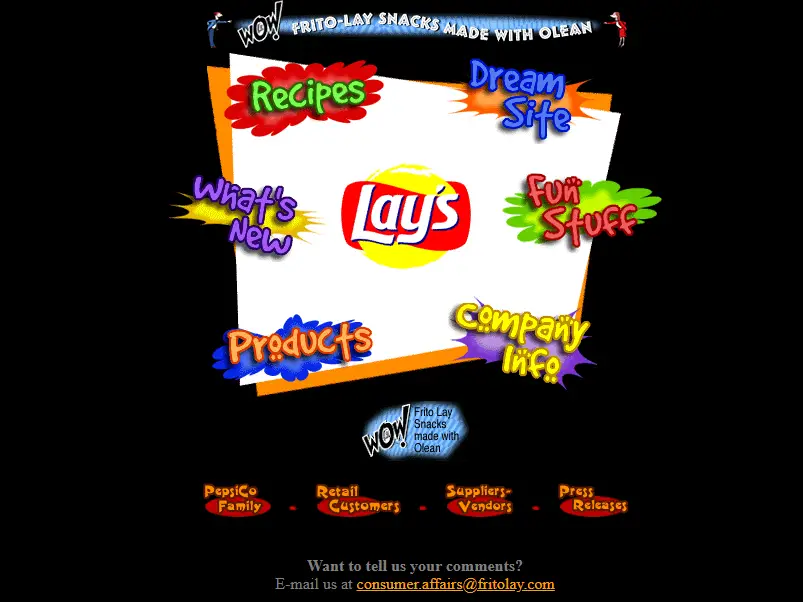 WOW! FRITO-LAY SNACKS MADE WITH OLEAN
Recipes
Dream
Site
What's
New
Lay's
Fun
Stuff
Products
Company
Info
WOW!
Frito Lay
Snacks
made with
Olean
PepsiCo
Family
-
Retail
Customers
-
Suppliers-
Vendors
-
Press
Releases
Want to tell us your comments?
E-mail us at consumer.affairs@fritolay.com